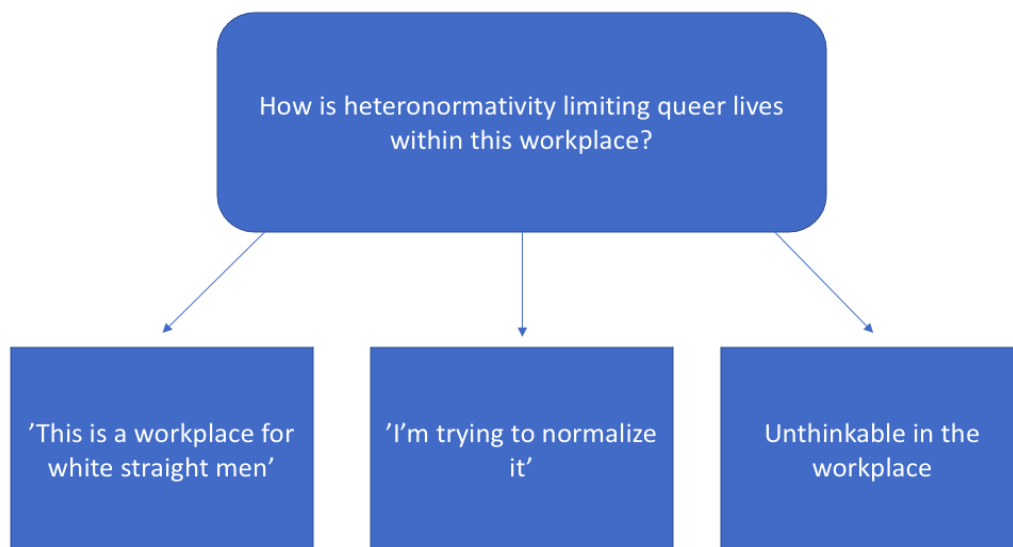 How is heteronormativity limiting queer lives
within this workplace?
’This is a workplace for
white straight men’
’I’m trying to normalize
it’
Unthinkable in the
workplace